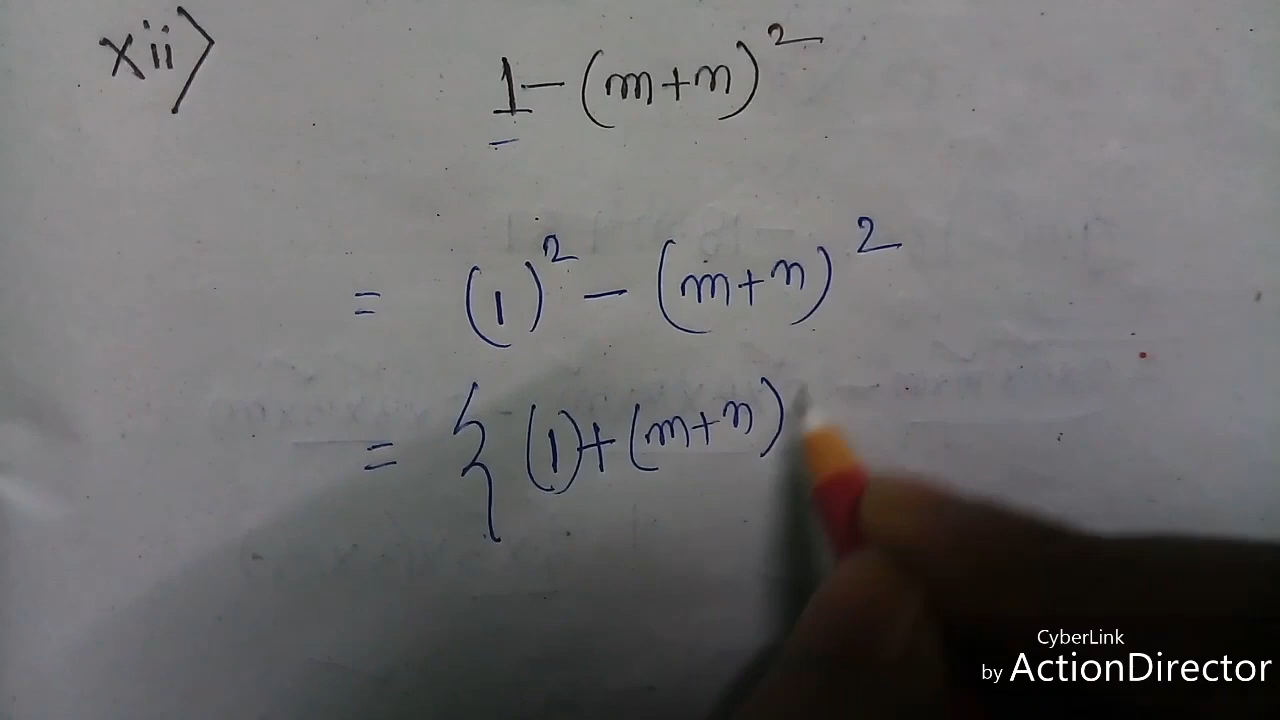 xii) 1-(m+n)²
= (1)² - (m+n)²
= { (1)+(m+n)
CyberLink
by ActionDirector